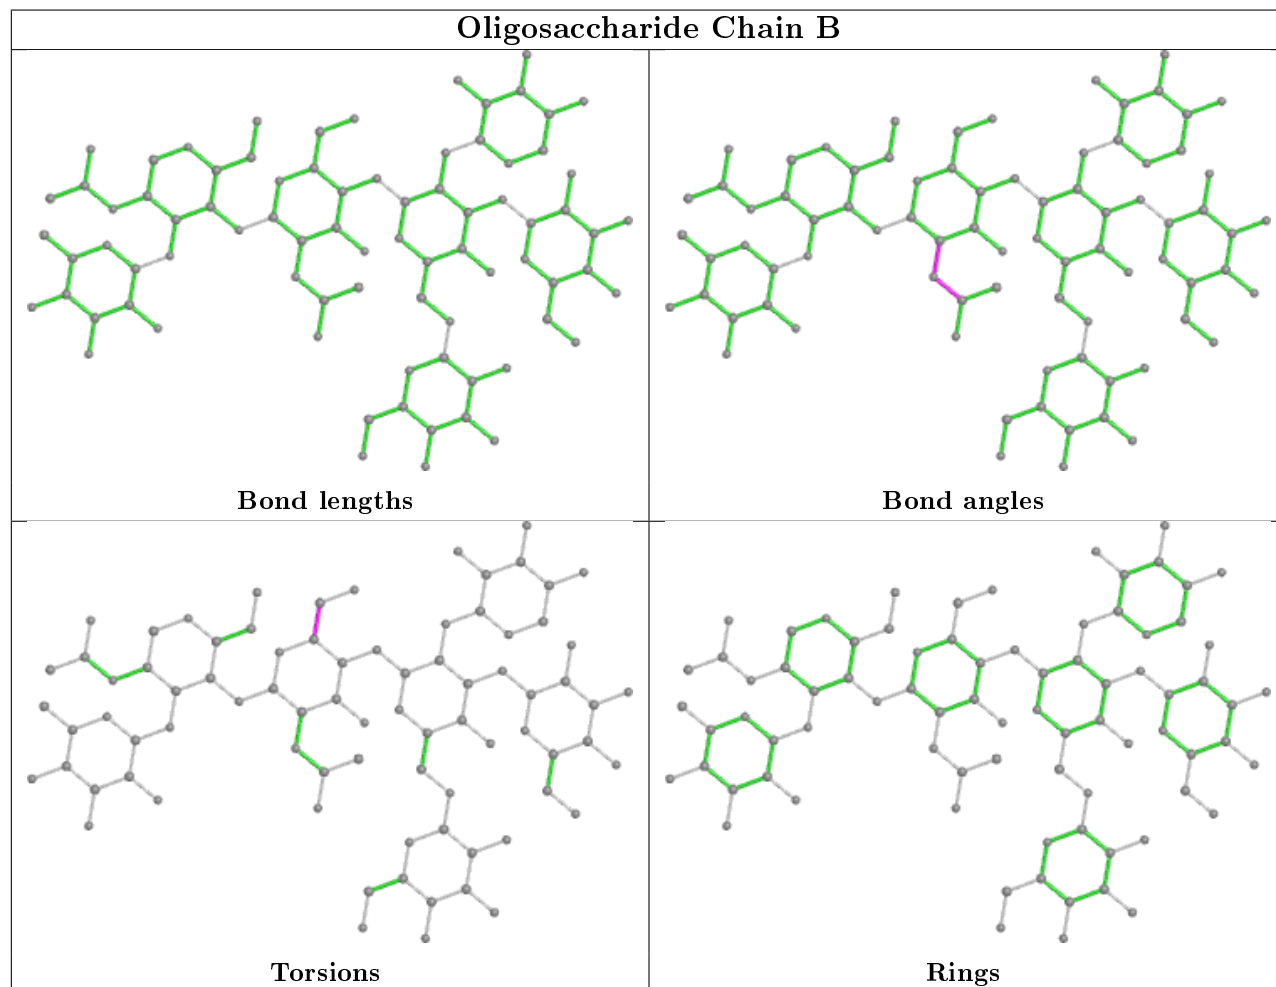 Oligosaccharide Chain B
Bond lengths
Bond angles
Torsions
Rings